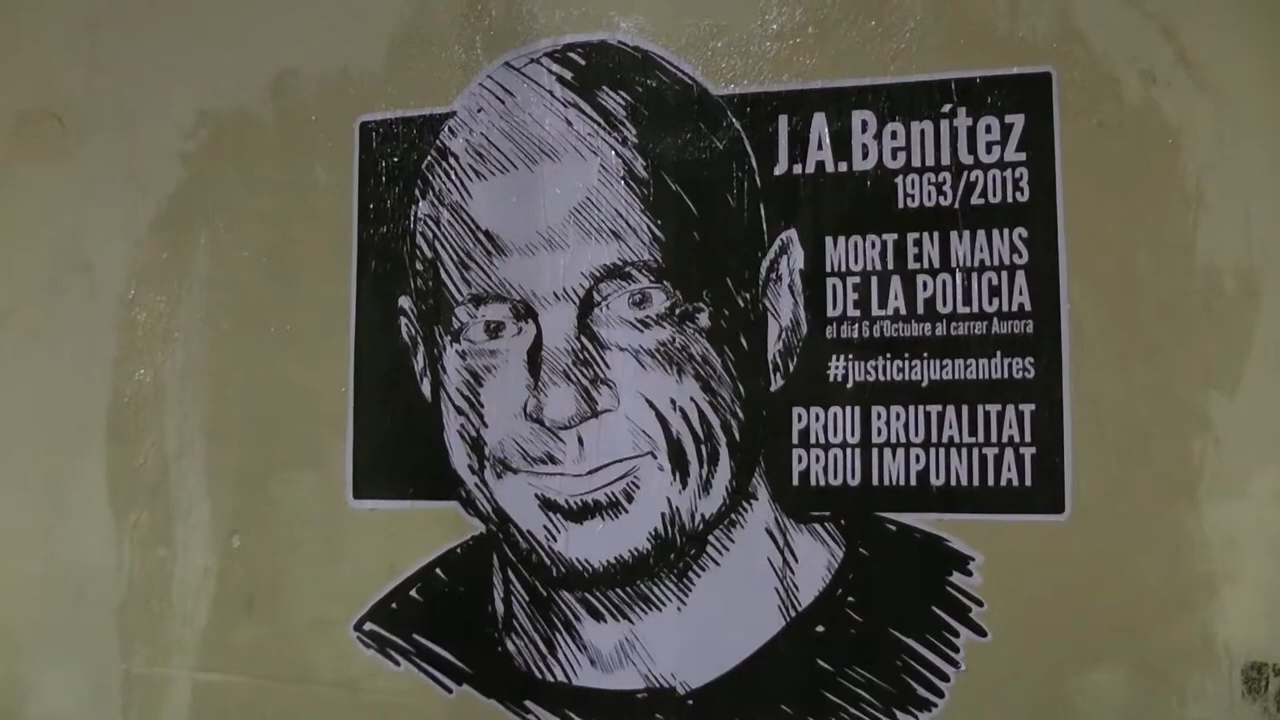 J.A.Benítez
1963/2013
MORT EN MANS
DE LA POLICIA
el dia 6 d'Octubre al carrer Aurora
#justiciajuanandres
PROU BRUTALITAT
PROU IMPUNITAT